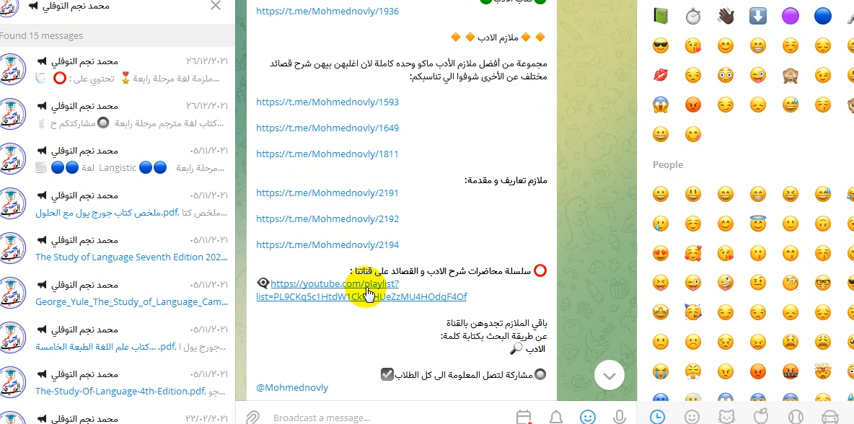 محمد نجم النوفلي
Found 15 messages
محمد نجم النوفلي
٢٦/١٢/٢٠٢١
ملزمة لغة مرحلة رابعة 🎖 تحتوي على : ⭕
محمد نجم النوفلي
٢٦/١٢/٢٠٢١
كتاب لغة مترجم مرحلة رابعة 🔘 مشاركتكم ح...
محمد نجم النوفلي
٠٥/١١/٢٠٢١
مرحلة رابعة Langistic 🔵🔵 لغة 🔵🔵
محمد نجم النوفلي
٠٥/١١/٢٠٢١
ملخص كتاب جورج يول مع الحلول.pdf, ملخص كتا...
محمد نجم النوفلي
٠٥/١١/٢٠٢١
The Study of Language Seventh Edition 202...
محمد نجم النوفلي
٠٥/١١/٢٠٢١
George_Yule_The_Study_of_Language_Cam...
محمد نجم النوفلي
٠٥/١١/٢٠٢١
كتاب علم اللغة الطبعة الخامسة... .pdf, جورج يول ا...
محمد نجم النوفلي
٠٥/١١/٢٠٢١
The-Study-Of-Language-4th-Edition.pdf, جو...
محمد نجم النوفلي
٢٢/٠٢/٢٠٢١
https://t.me/Mohmednovly/1936
🔸🔸 ملازم الادب 🔸🔸
مجموعة من أفضل ملازم الأدب ماكو وحده كاملة لان اغلبهن بيهن شرح قصائد
مختلف عن الأخرى شوفوا الي تناسبكم:
https://t.me/Mohmednovly/1593
https://t.me/Mohmednovly/1649
https://t.me/Mohmednovly/1811
ملازم تعاريف و مقدمة:
https://t.me/Mohmednovly/2191
https://t.me/Mohmednovly/2192
https://t.me/Mohmednovly/2194
⭕ سلسلة محاضرات شرح الادب و القصائد على قناتنا :
https://youtube.com/playlist?
باقي الملازم تجدوهن بالقناة
عن طريقة البحث بكتابة كلمة:
الادب 🔎
🔘مشاركة لتصل المعلومة الى كل الطلاب✔
@Mohmednovly
Broadcast a message...
People